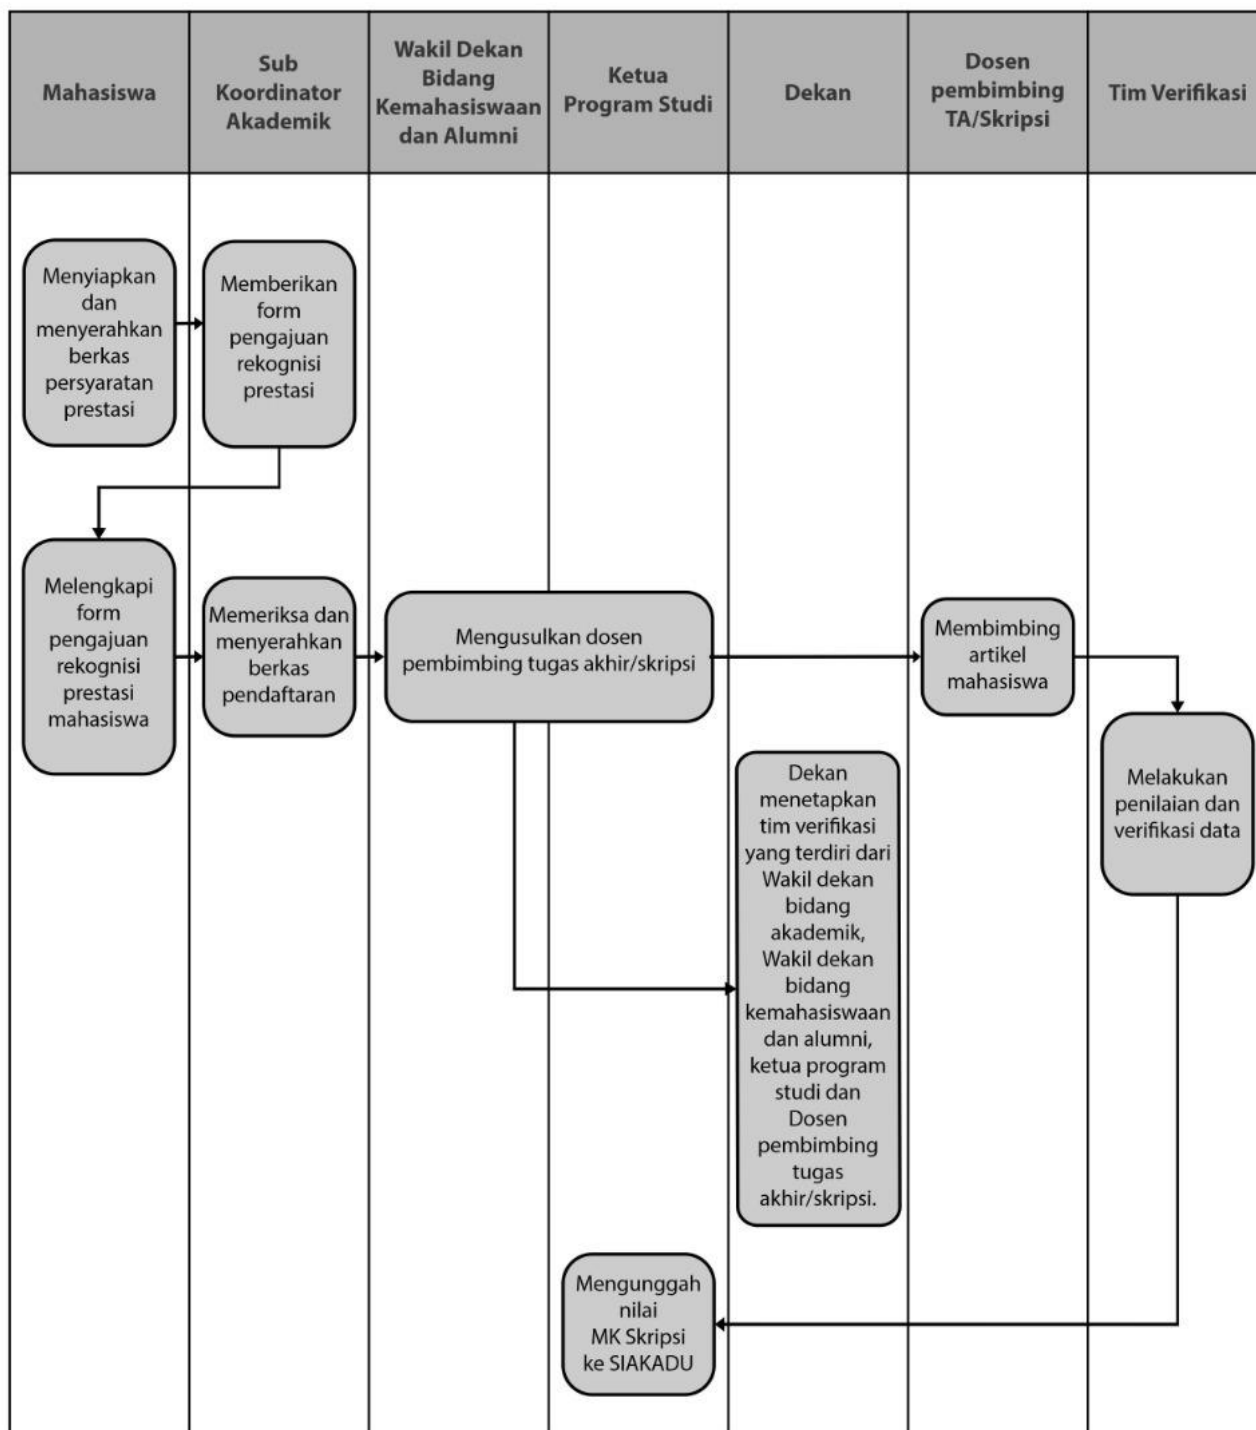 Mahasiswa
Sub
Koordinator
Akademik
Wakil Dekan
Bidang
Kemahasiswaan
dan Alumni
Ketua
Program Studi
Dekan
Dosen
pembimbing
TA/Skripsi
Tim Verifikasi
Menyiapkan
dan
menyerahkan
berkas
persyaratan
prestasi
Memberikan
form
pengajuan
rekognisi
prestasi
Melengkapi
form
pengajuan
rekognisi
prestasi
mahasiswa
Memeriksa dan
menyerahkan
berkas
pendaftaran
Mengusulkan dosen
pembimbing tugas akhir/skripsi
Membimbing
artikel
mahasiswa
Melakukan
penilaian dan
verifikasi data
Dekan
menetapkan
tim verifikasi
yang terdiri dari
Wakil dekan
bidang
akademik,
Wakil dekan
bidang
kemahasiswaan
dan alumni,
ketua program
studi dan
Dosen
pembimbing
tugas
akhir/skripsi.
Mengunggah
nilai
MK Skripsi
ke SIAKADU